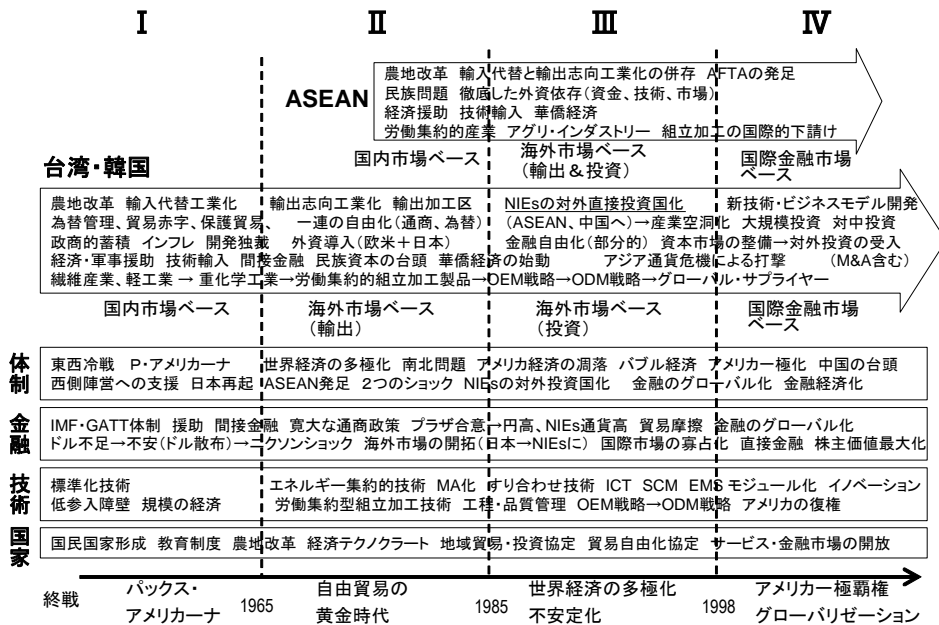 I II III IV
ASEAN
農地改革 輸入代替と輸出志向工業化の併存 AFTAの発足
民族問題 徹底した外資依存(資金、技術、市場)
経済援助 技術輸入 華僑経済
労働集約的産業 アグリ・インダストリー 組立加工の国際的下請け
国内市場ベース 海外市場ベース 国際金融市場
(輸出&投資) ベース
台湾・韓国
農地改革 輸入代替工業化 輸出志向工業化 輸出加工区 NIEsの対外直接投資国化 新技術・ビジネスモデル開発
為替管理、貿易赤字、保護貿易、 一連の自由化(通商、為替) (ASEAN、中国へ)→産業空洞化 大規模投資 対中投資
政商的蓄積 インフレ 開発独裁 外資導入(欧米+日本) 金融自由化(部分的) 資本市場の整備→対外投資の受入
経済・軍事援助 技術輸入 間接金融 民族資本の台頭 華僑経済の始動 アジア通貨危機による打撃 (M&A含む)
繊維産業、軽工業→重化学工業→労働集約的組立加工製品→OEM戦略→ODM戦略→グローバル・サプライヤー
国内市場ベース 海外市場ベース 海外市場ベース 国際金融市場
(輸出) (投資) ベース
体制
東西冷戦 P・アメリカーナ 世界経済の多極化 南北問題 アメリカ経済の凋落 バブル経済 アメリカ一極化 中国の台頭
西側陣営への支援 日本再起 ASEAN発足 2つのショック NIEsの対外投資国化 金融のグローバル化 金融経済化
金融
IMF・GATT体制 援助 間接金融 寛大な通商政策 プラザ合意→円高、NIEs通貨高 貿易摩擦 金融のグローバル化
ドル不足→不安(ドル散布)→ニクソンショック 海外市場の開拓(日本→NIEsに) 国際市場の寡占化 直接金融 株主価値最大化
技術
標準化技術 エネルギー集約的技術 MA化 すり合わせ技術 ICT SCM EMS モジュール化 イノベーション
低参入障壁 規模の経済 労働集約型組立加工技術 工程・品質管理 OEM戦略→ODM戦略 アメリカの復権
国家
国民国家形成 教育制度 農地改革 経済テクノクラート 地域貿易・投資協定 貿易自由化協定 サービス・金融市場の開放
終戦 パックス・ 1965 自由貿易の 1985 世界経済の多極化 1998 アメリカ一極覇権
アメリカーナ 黄金時代 不安定化 グローバリゼーション